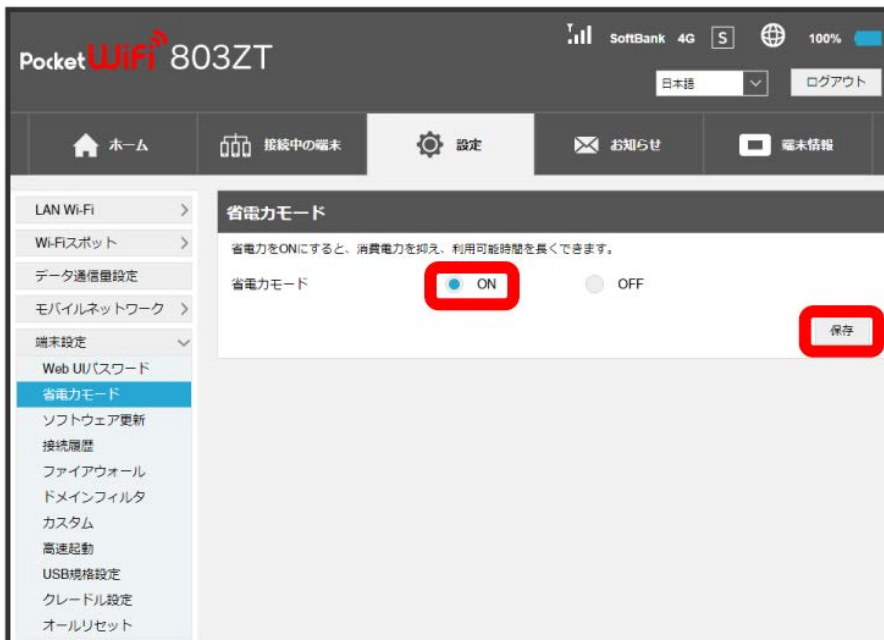 SoftBank 4G S 100%
Pocket WiFi 803ZT
日本語 ログアウト
ホーム 接続中の端末 設定 お知らせ 端末情報
LAN Wi-Fi
Wi-Fiスポット
データ通信量設定
モバイルネットワーク
端末設定
Web UIパスワード
省電力モード
ソフトウェア更新
接続履歴
ファイアウォール
ドメインフィルタ
カスタム
高速起動
USB規格設定
クレードル設定
オールリセット
省電力モード
省電力をONにすると、消費電力を抑え、利用可能時間を長くできます。
省電力モード ON OFF
保存